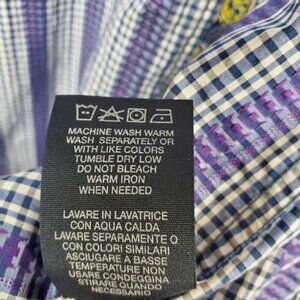 MACHINE WASH WARM
WASH SEPARATELY OR
WITH LIKE COLORS
TUMBLE DRY LOW
DO NOT BLEACH
WARM IRON
WHEN NEEDED
LAVARE IN LAVATRICE
CON AQUA CALDA
LAVARE SEPARAMENTE Q
CON COLORI SIMILARI
ASCIUGARE A BASSE
TEMPERATURE NON
USARE CANDEGGIO
STIRARE QUANDO
NECESSARIO